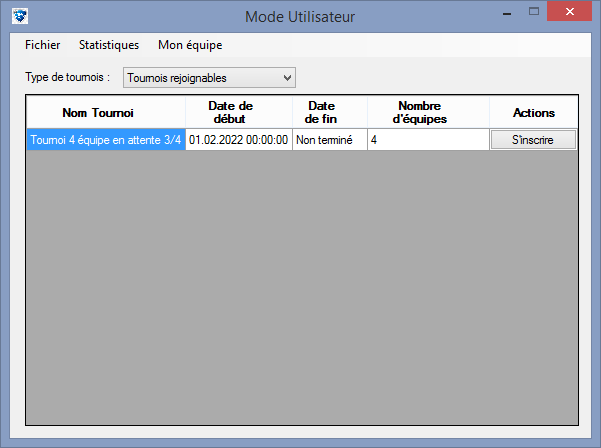 Mode Utilisateur
Fichier Statistiques Mon équipe
Type de tournois : Tournois rejoignables
Nom Tournoi Date de début Date de fin Nombre d'équipes Actions
Tournoi 4 équipe en attente 3/4 01.02.2022 00:00:00 Non terminé 4 S'inscrire